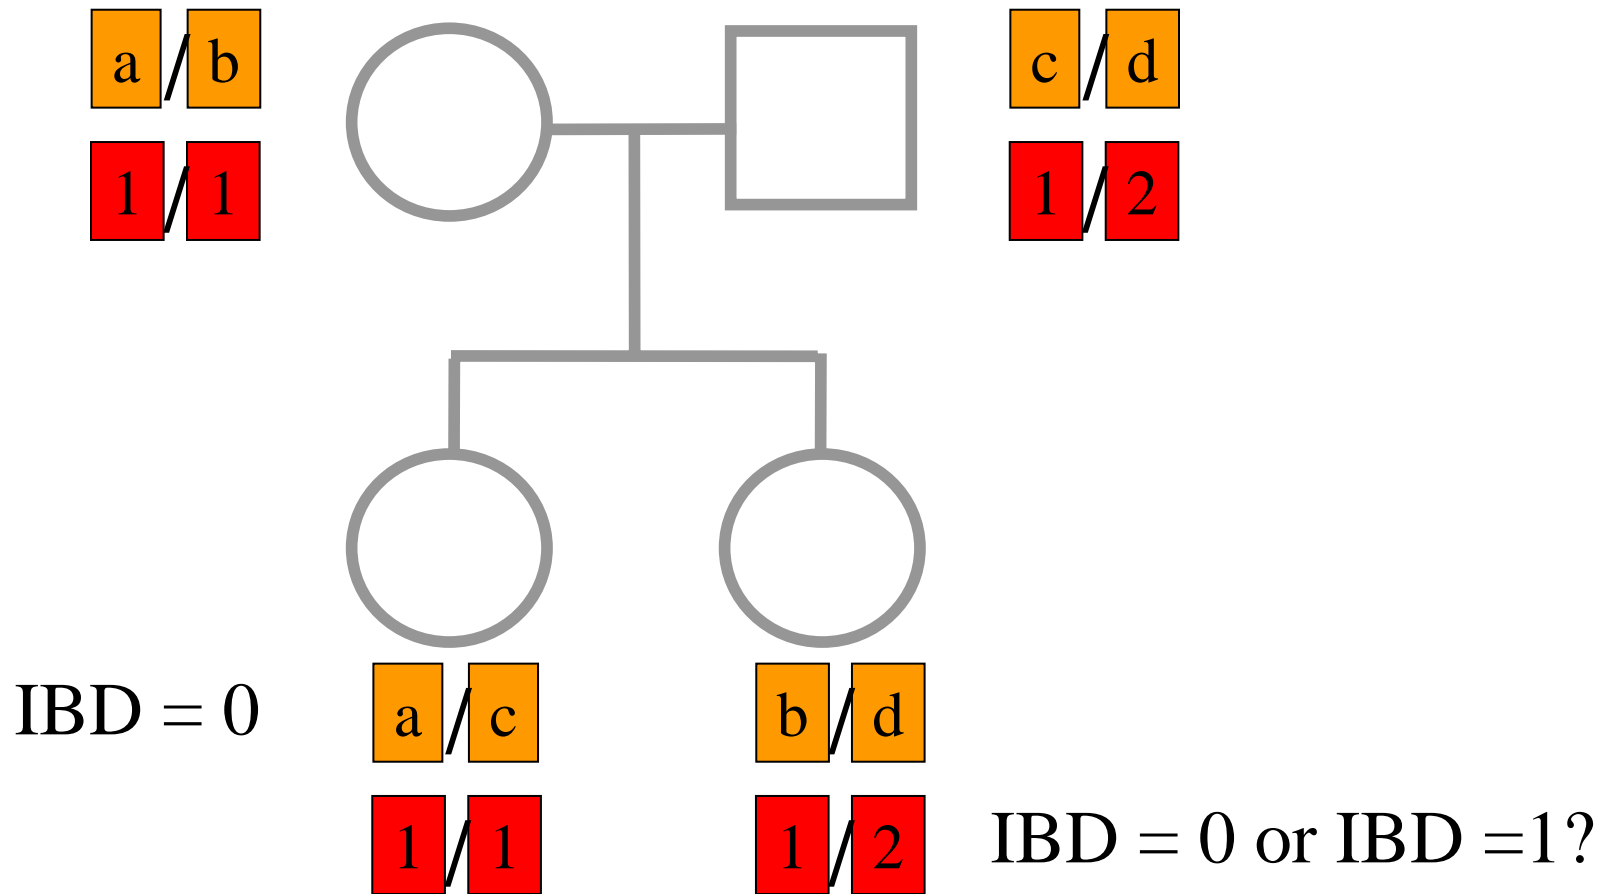 a / b
c / d
1 / 1
1 / 2
IBD = 0
a / c
b / d
1 / 1
1 / 2
IBD = 0 or IBD =1?